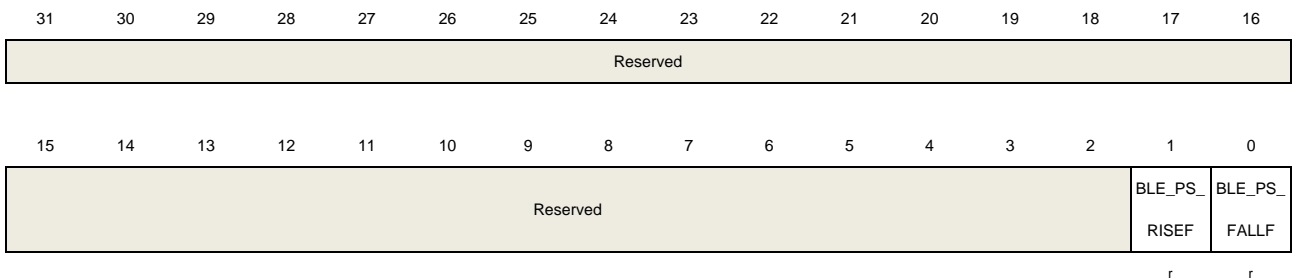 31 30 29 28 27 26 25 24 23 22 21 20 19 18 17 16
Reserved
15 14 13 12 11 10 9 8 7 6 5 4 3 2 1 0
Reserved
BLE_PS_ BLE_PS_
RISEF FALLF
r r